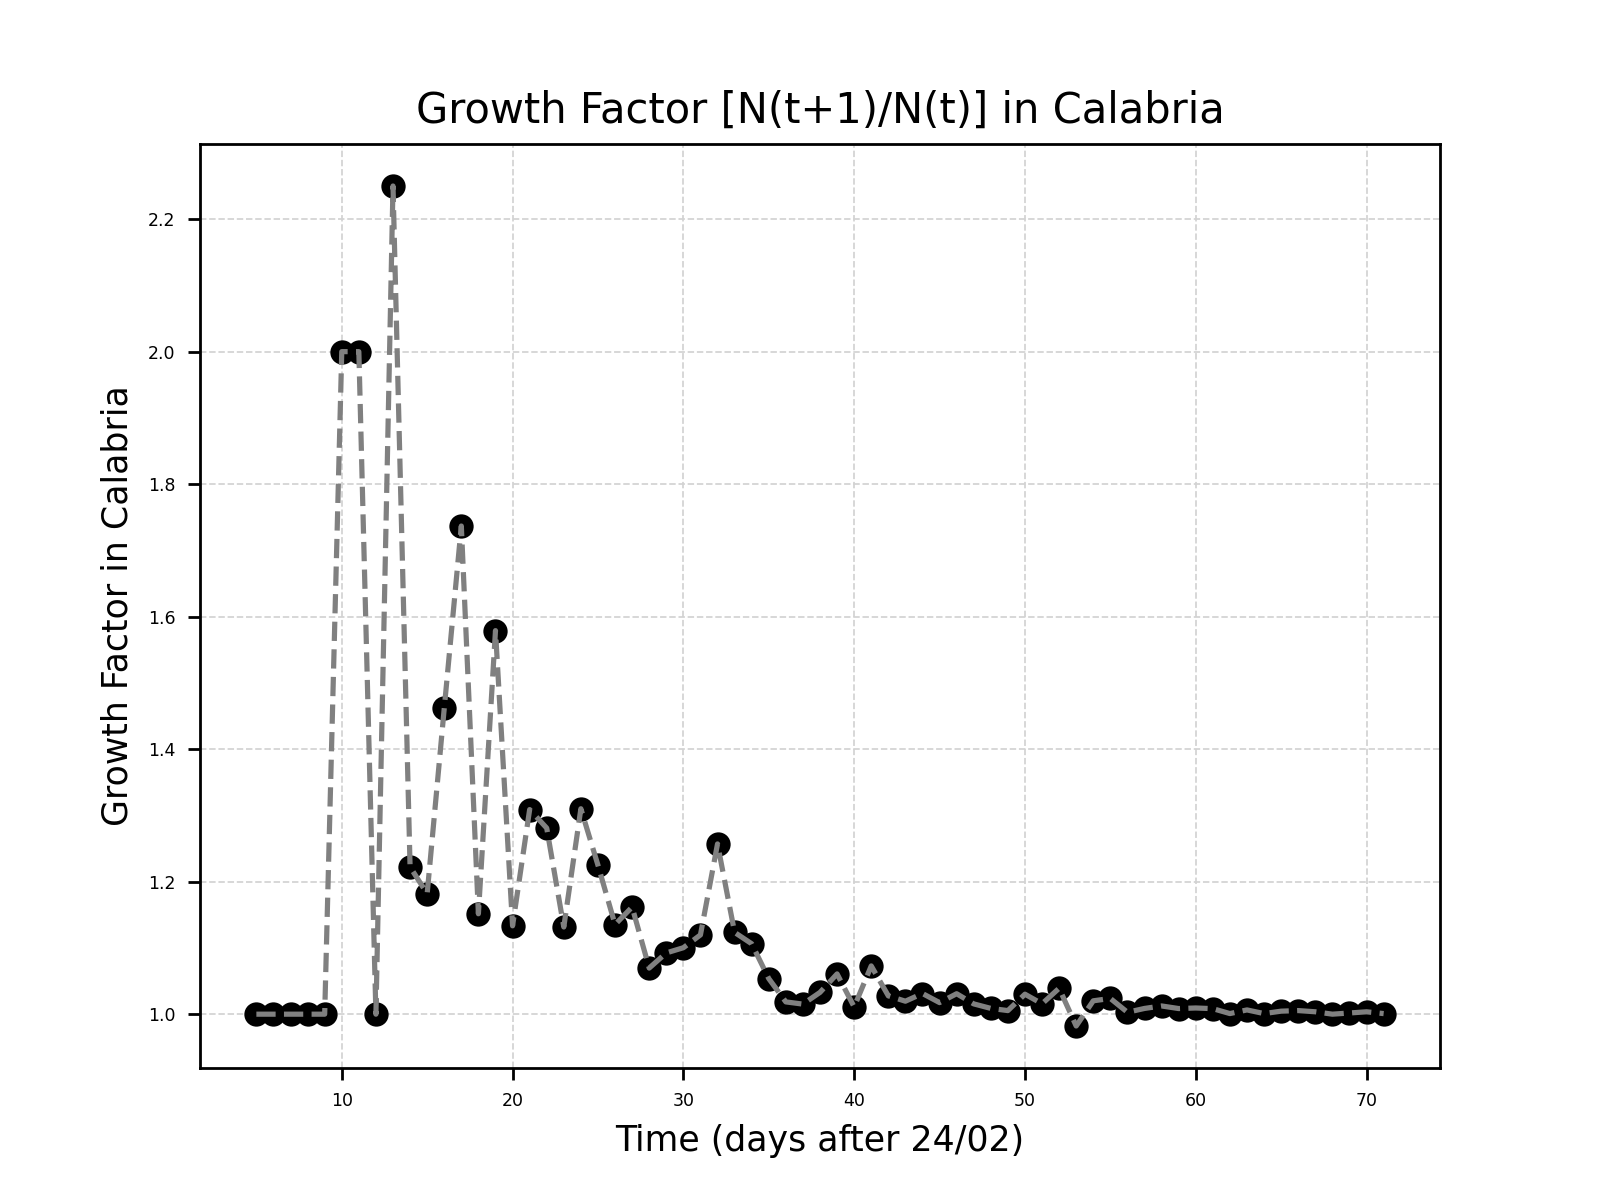 Growth Factor [N(t+1)/N(t)] in Calabria
Growth Factor in Calabria
2.2
2.0
1.8
1.6
1.4
1.2
1.0
10 20 30 40 50 60 70
Time (days after 24/02)